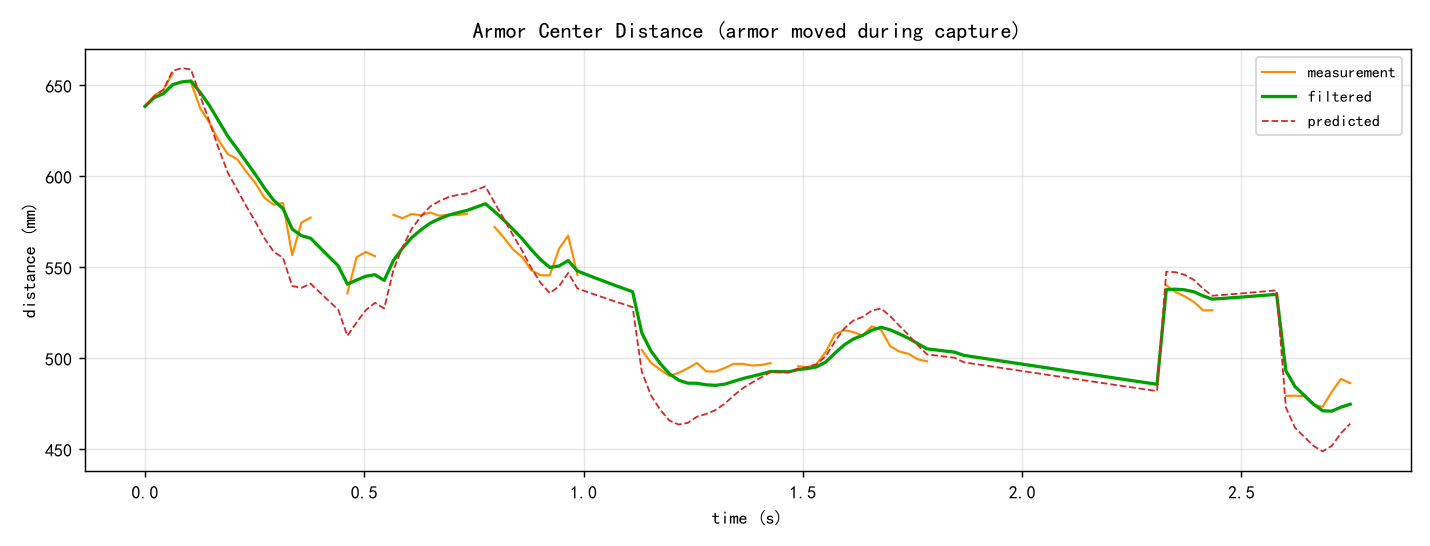 Armor Center Distance (armor moved during capture)
measurement
filtered
predicted
distance (mm)
650
600
550
500
450
0.0 0.5 1.0 1.5 2.0 2.5
time (s)